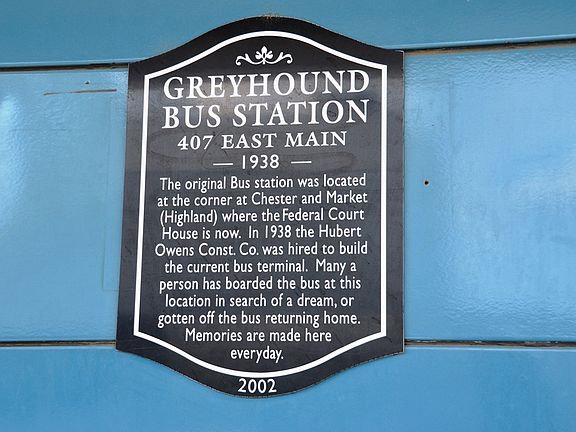 GREYHOUND
BUS STATION
407 EAST MAIN
— 1938 —
The original Bus station was located
at the corner at Chester and Market
(Highland) where the Federal Court
House is now. In 1938 the Hubert
Owens Const. Co. was hired to build
the current bus terminal. Many a
person has boarded the bus at this
location in search of a dream, or
gotten off the bus returning home.
Memories are made here
everyday.
2002